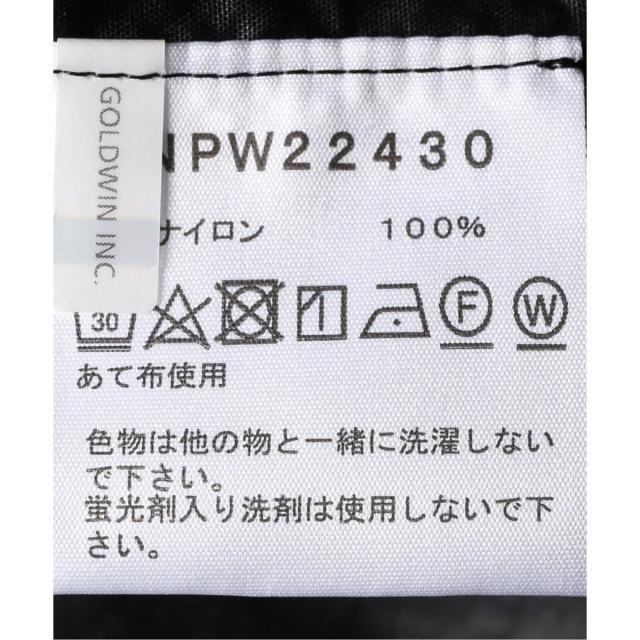 GOLDWIN INC.
NPW22430
ナイロン 100%
30 F W
あて布使用
色物は他の物と一緒に洗濯しない
で下さい。
蛍光剤入り洗剤は使用しないで下
さい。